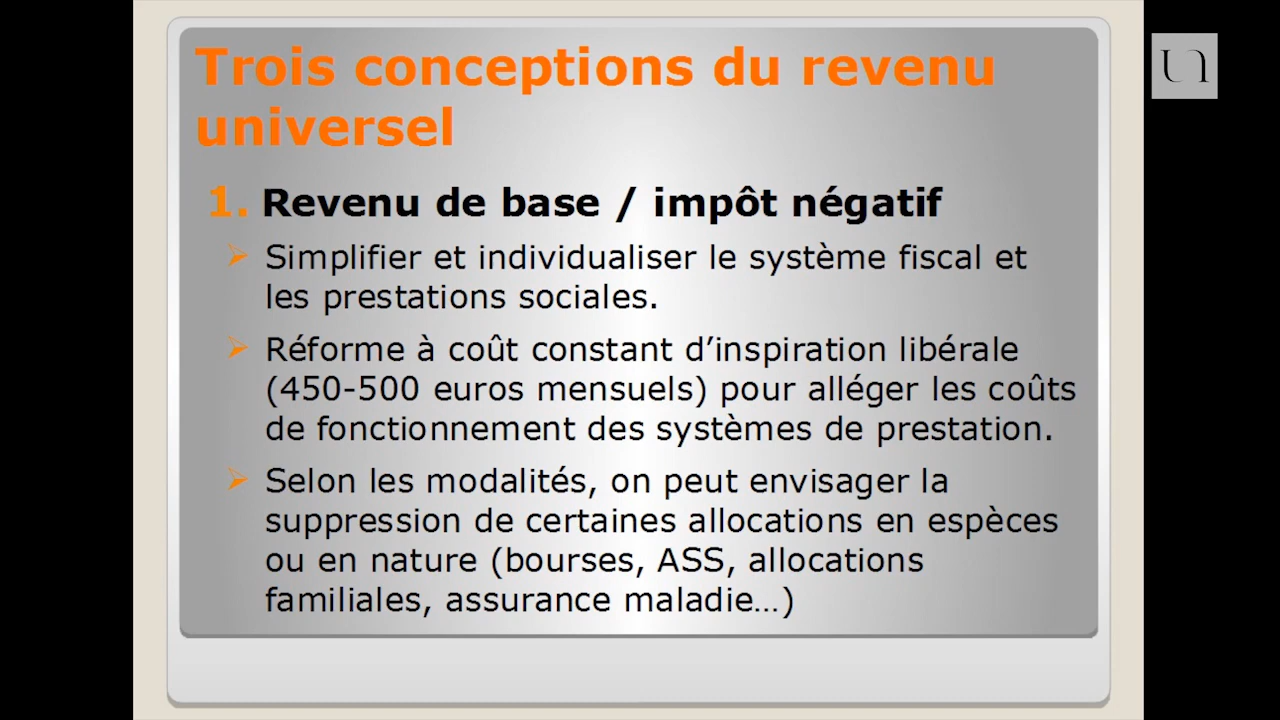 Trois conceptions du revenu
universel
1. Revenu de base / impôt négatif
➢ Simplifier et individualiser le système fiscal et
les prestations sociales.
➢ Réforme à coût constant d’inspiration libérale
(450-500 euros mensuels) pour alléger les coûts
de fonctionnement des systèmes de prestation.
➢ Selon les modalités, on peut envisager la
suppression de certaines allocations en espèces
ou en nature (bourses, ASS, allocations
familiales, assurance maladie…)